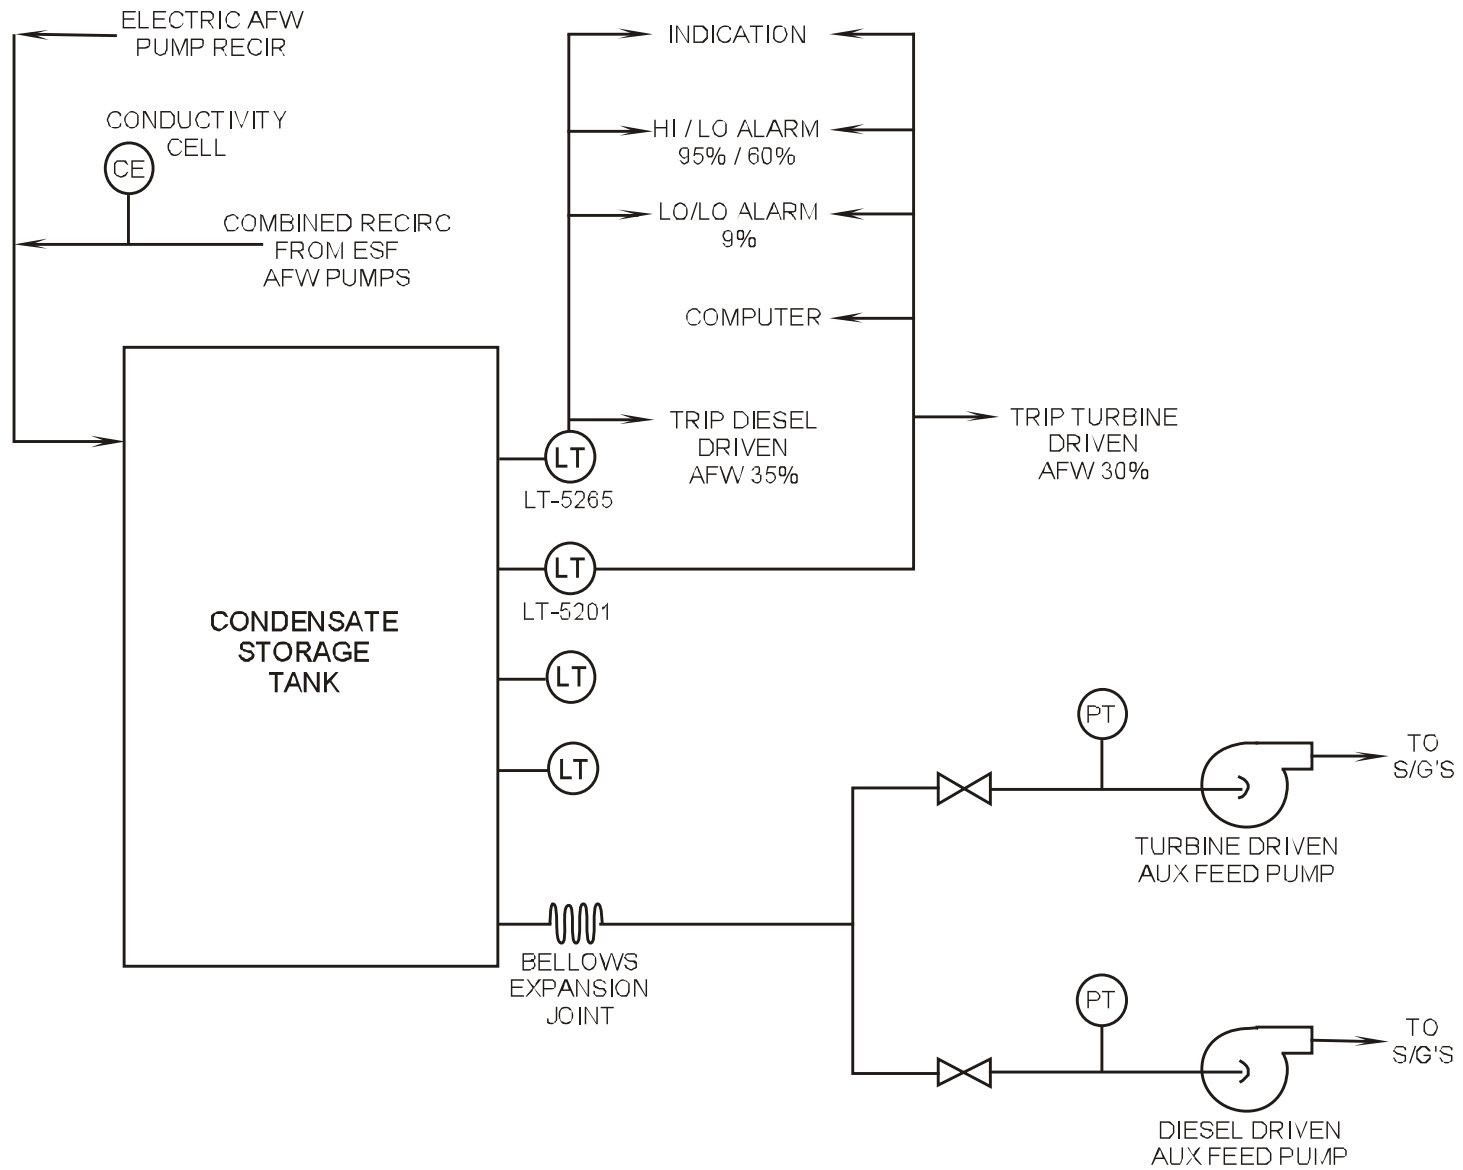 ELECTRIC AFW
PUMP RECIR
CONDUCTIVITY
CELL
CE
COMBINED RECIRC
FROM ESF
AFW PUMPS
INDICATION
HI / LO ALARM
95% / 60%
LO/LO ALARM
9%
COMPUTER
TRIP DIESEL
DRIVEN
AFW 35%
TRIP TURBINE
DRIVEN
AFW 30%
LT
LT-5265
LT
LT-5201
LT
LT
CONDENSATE
STORAGE
TANK
BELLOWS
EXPANSION
JOINT
PT
TO
S/G'S
TURBINE DRIVEN
AUX FEED PUMP
PT
TO
S/G'S
DIESEL DRIVEN
AUX FEED PUMP